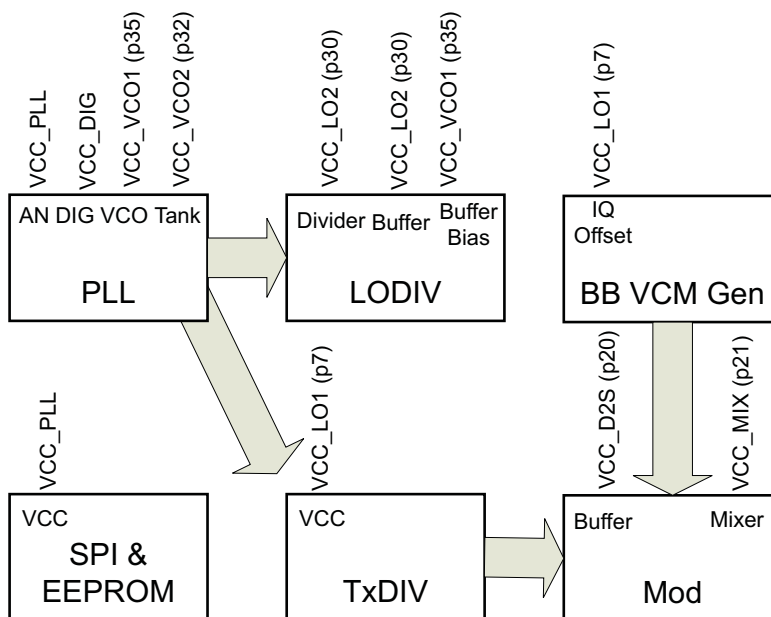 VCC_PLL
VCC_DIG
VCC_VCO1 (p35)
VCC_VCO2 (p32)
VCC_LO2 (p30)
VCC_LO2 (p30)
VCC_VCO1 (p35)
VCC_LO1 (p7)
AN DIG VCO Tank
PLL
Divider Buffer Buffer
Bias
LODIV
IQ
Offset
BB VCM Gen
VCC_PLL
VCC_LO1 (p7)
VCC_D2S (p20)
VCC_MIX (p21)
VCC
SPI &
EEPROM
VCC
TxDIV
Buffer Mixer
Mod